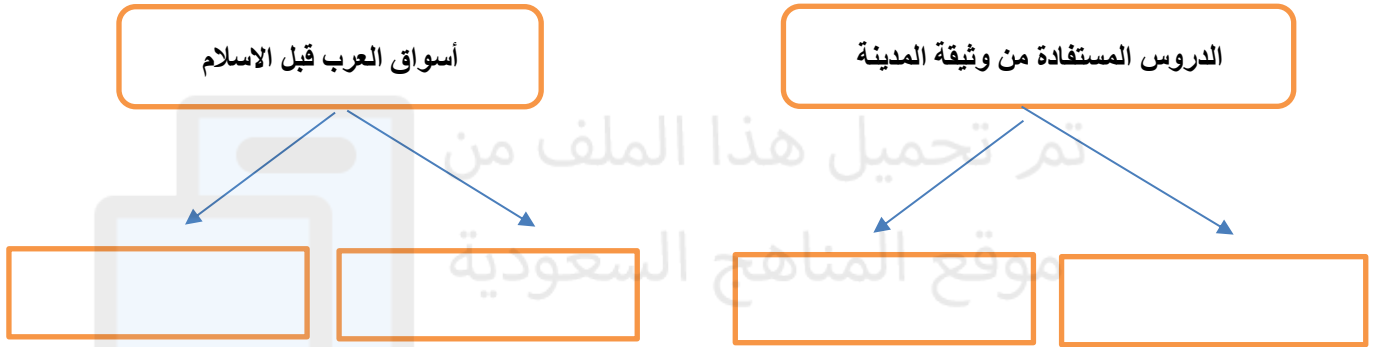 الدروس المستفادة من وثيقة المدينة
أسواق العرب قبل الاسلام
تم تحميل هذا الملف من
موقع المناهج السعودية